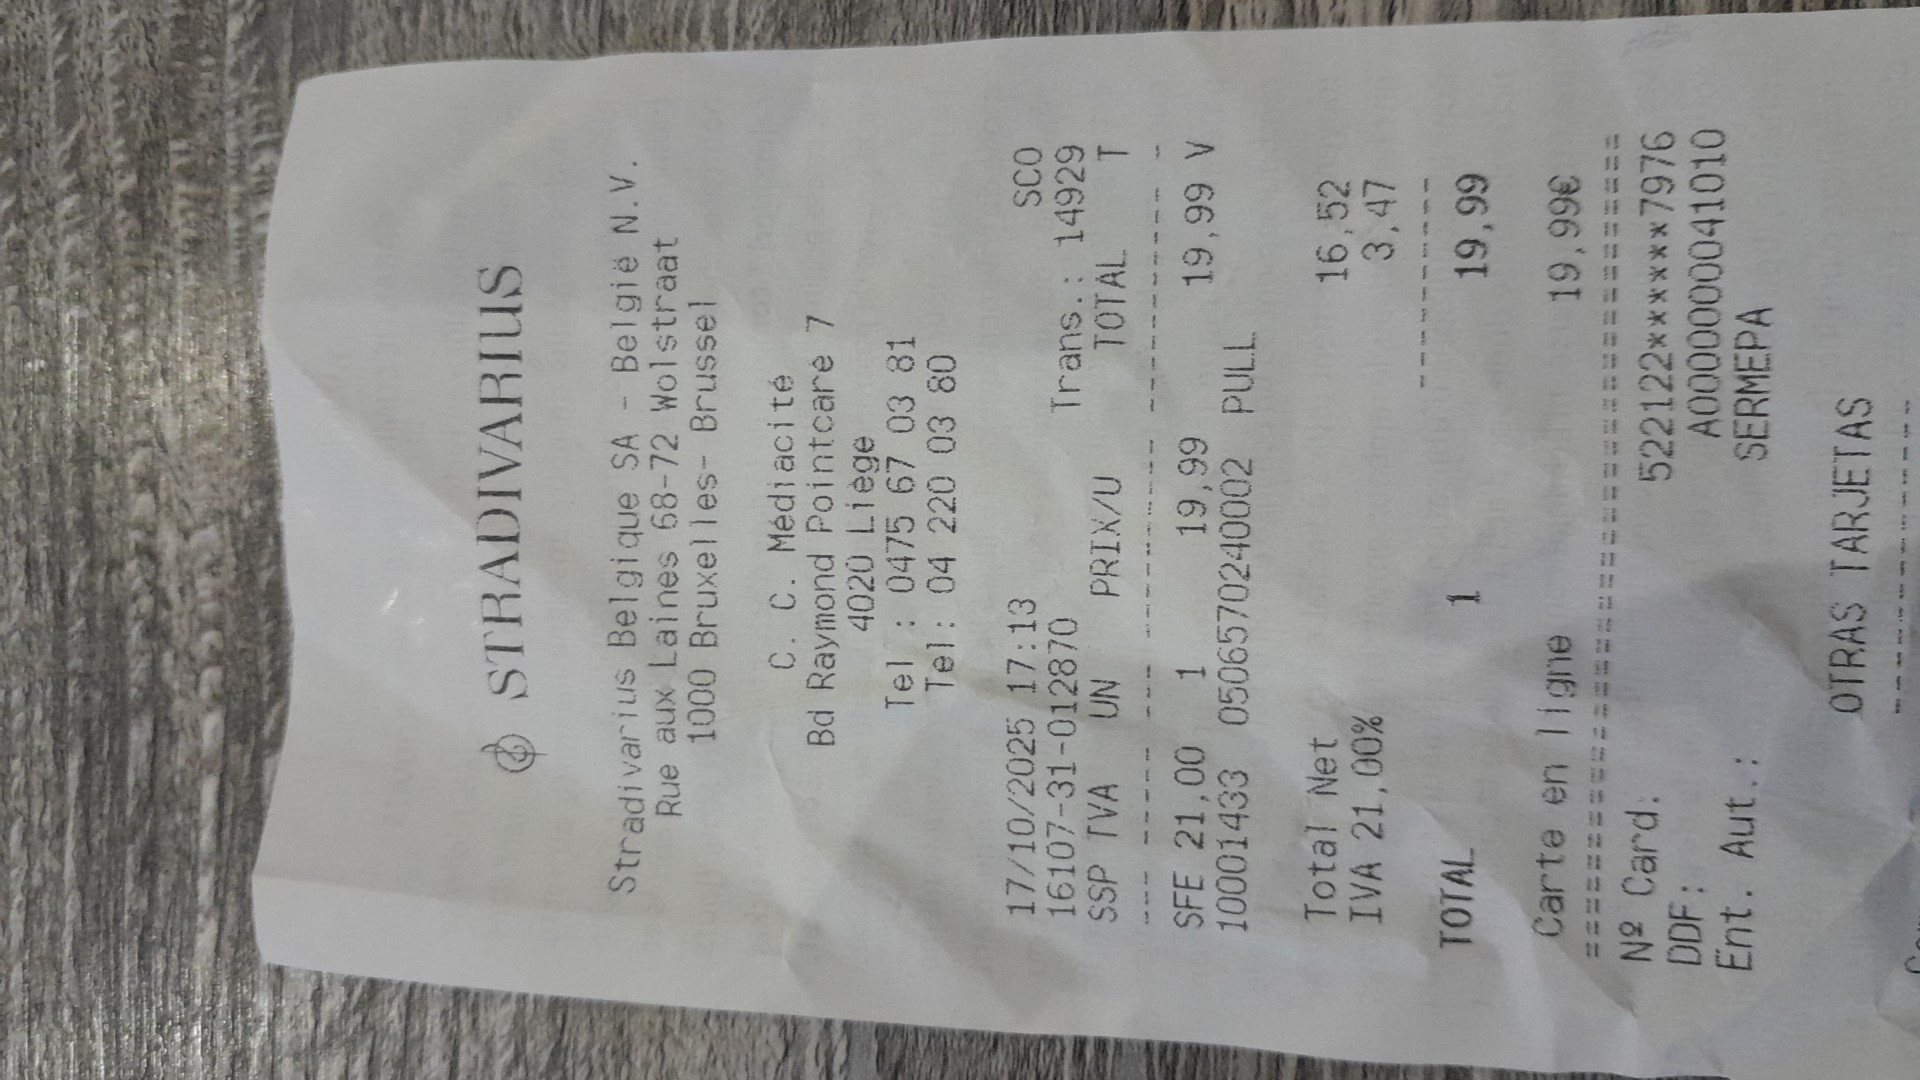 STRADIVARIUS
Stradivarius Belgique SA - België N.V.
Rue aux Laines 68-72 Wolstraat
1000 Bruxelles- Brussel
C. C. Médiacité
Bd Raymond Pointcaré 7
4020 Liège
Tel : 0475 67 03 81
Tel: 04 220 03 80
17/10/2025 17:13 SCO
16107-31-012870 Trans.: 14929
SSP TVA UN PRIX/U TOTAL T
SFE 21,00 1 19,99 19,99 V
100014433 0506570240002 PULL
Total Net 16,52
IVA 21,00% 3,47
TOTAL 1 19,99
Carte en ligne 19,99€
Nº Card: 522122*******7976
DDF: A0000000041010
Ent. Aut.: SERMEPA
OTRAS TARJETAS